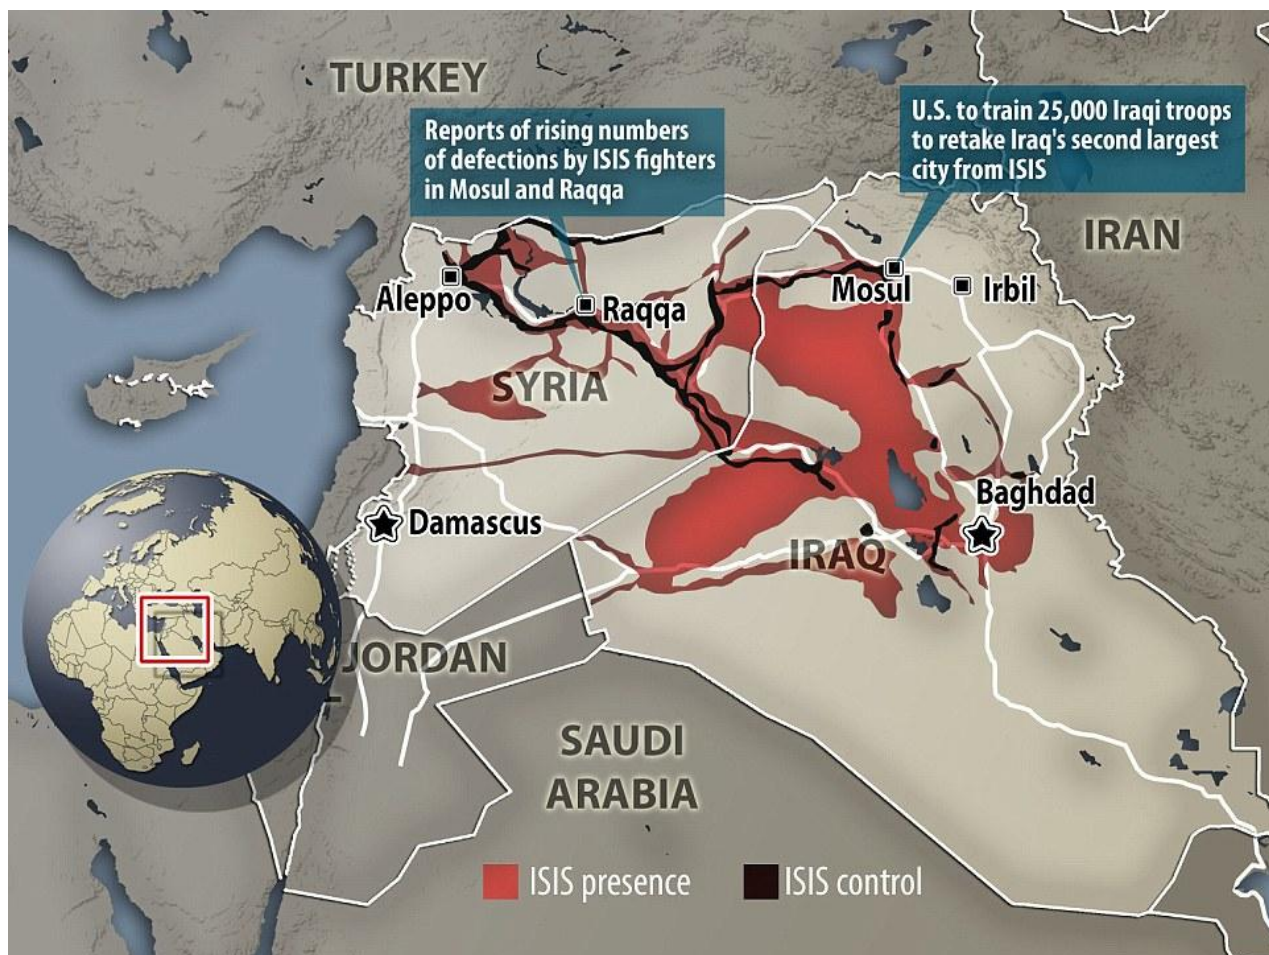 TURKEY
Reports of rising numbers
of defections by ISIS fighters
in Mosul and Raqqa
U.S. to train 25,000 Iraqi troops
to retake Iraq's second largest
city from ISIS
IRAN
Aleppo
Raqqa
Mosul
Irbil
SYRIA
Baghdad
Damascus
IRAQ
JORDAN
SAUDI
ARABIA
ISIS presence
ISIS control